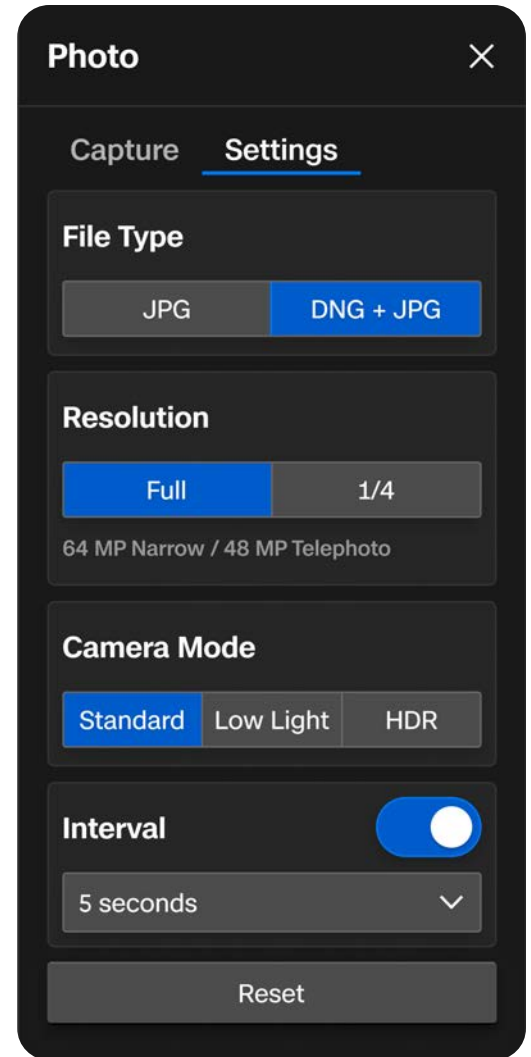 Photo
Capture Settings
File Type
JPG DNG + JPG
Resolution
Full 1/4
64 MP Narrow / 48 MP Telephoto
Camera Mode
Standard Low Light HDR
Interval
5 seconds
Reset